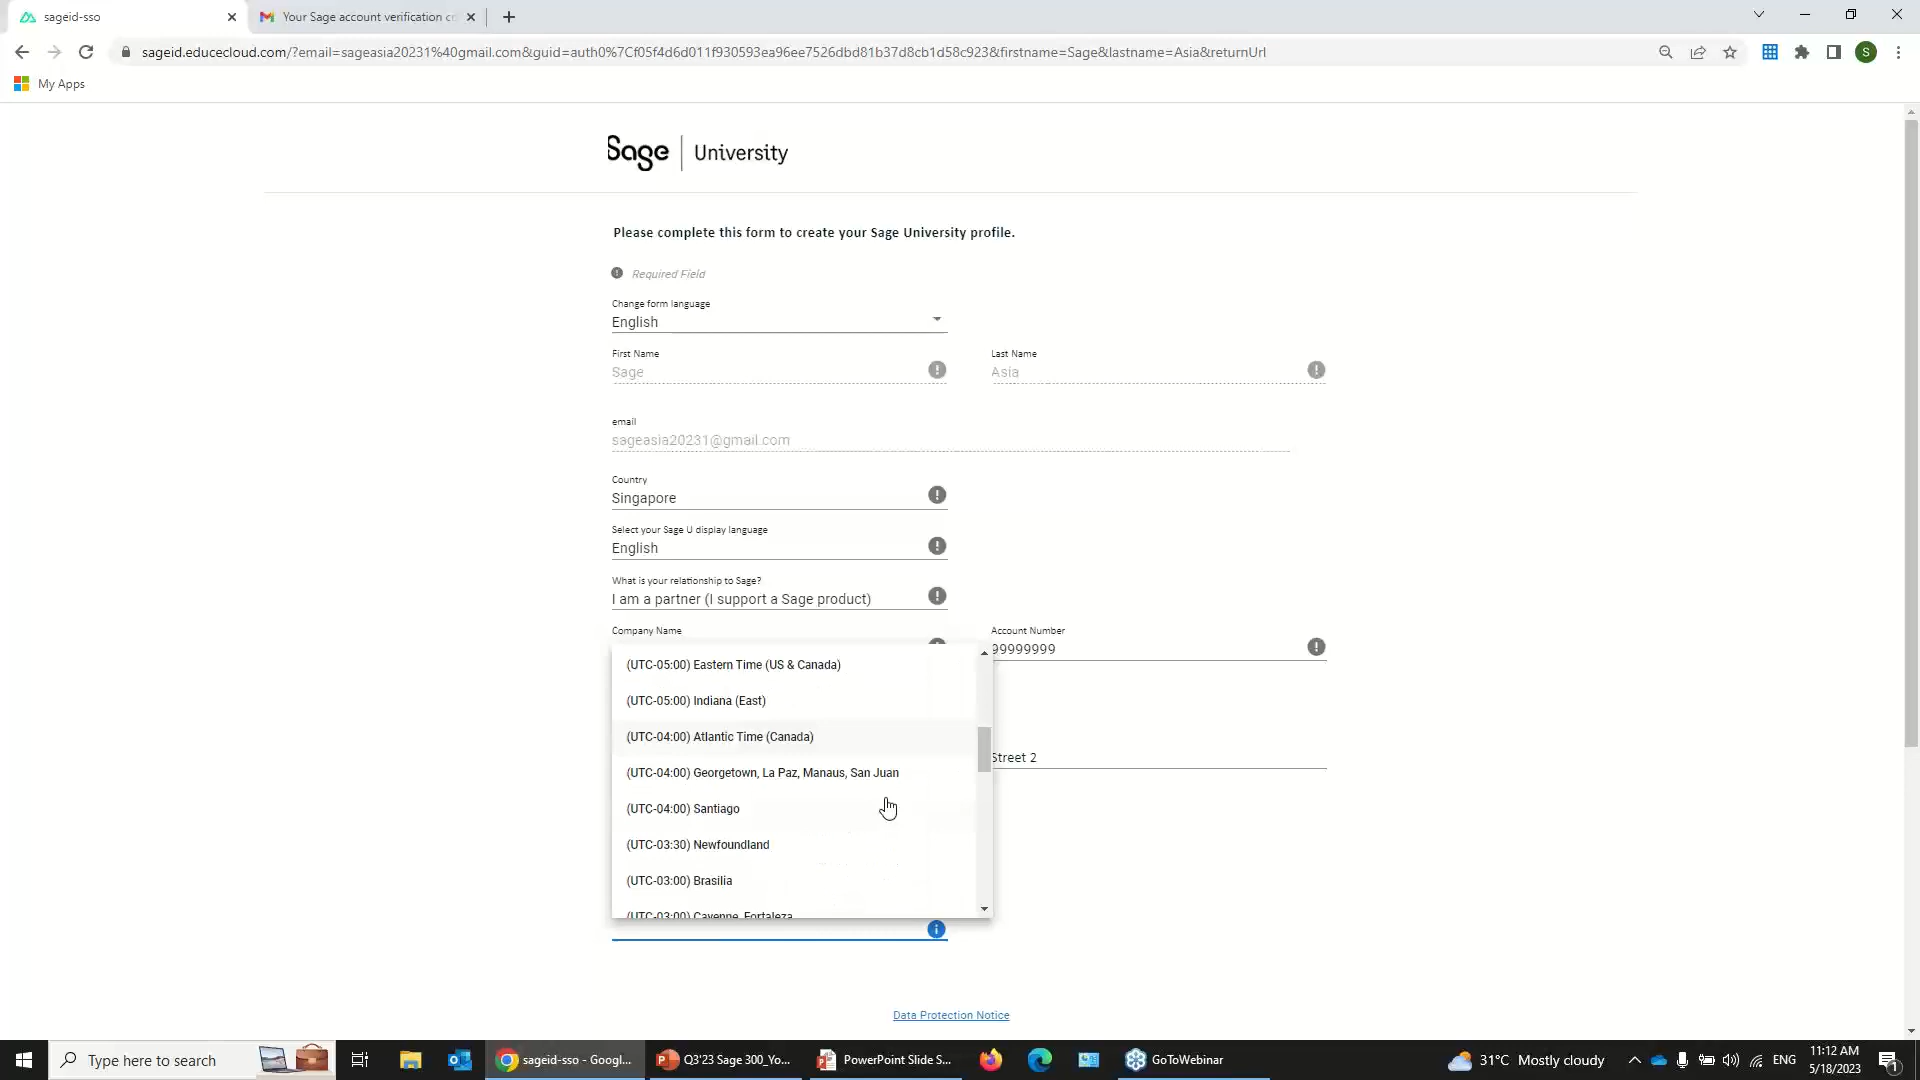 sageid-sso
Your Sage account verification c
sageid.educecloud.com/?email=sageasia20231%40gmail.com&guid=auth0%7Cf05f4d6d011f930593ea96ee7526dbd81b37d8cb1d58c923&firstname=Sage&lastname=Asia&returnUrl
S
My Apps
Sage University
Please complete this form to create your Sage University profile.
Required Field
Change form language
English
First Name
Last Name
Sage
Asia
email
sageasia20231@gmail.com
Country
Singapore
Select your Sage U display language
English
What is your relationship to Sage?
I am a partner (I support a Sage product)
Company Name
Account Number
99999999
(UTC-05:00) Eastern Time (US & Canada)
(UTC-05:00) Indiana (East)
(UTC-04:00) Atlantic Time (Canada)
Street 2
(UTC-04:00) Georgetown, La Paz, Manaus, San Juan
(UTC-04:00) Santiago
(UTC-03:30) Newfoundland
(UTC-03:00) Brasilia
(UTC-03:00) Cayenne, Fortaleza
Data Protection Notice
Type here to search
sageid-sso - Googl...
Q3'23 Sage 300_Yo...
PowerPoint Slide S...
GoToWebinar
31°C Mostly cloudy
ENG
11:12 AM
5/18/2023
1